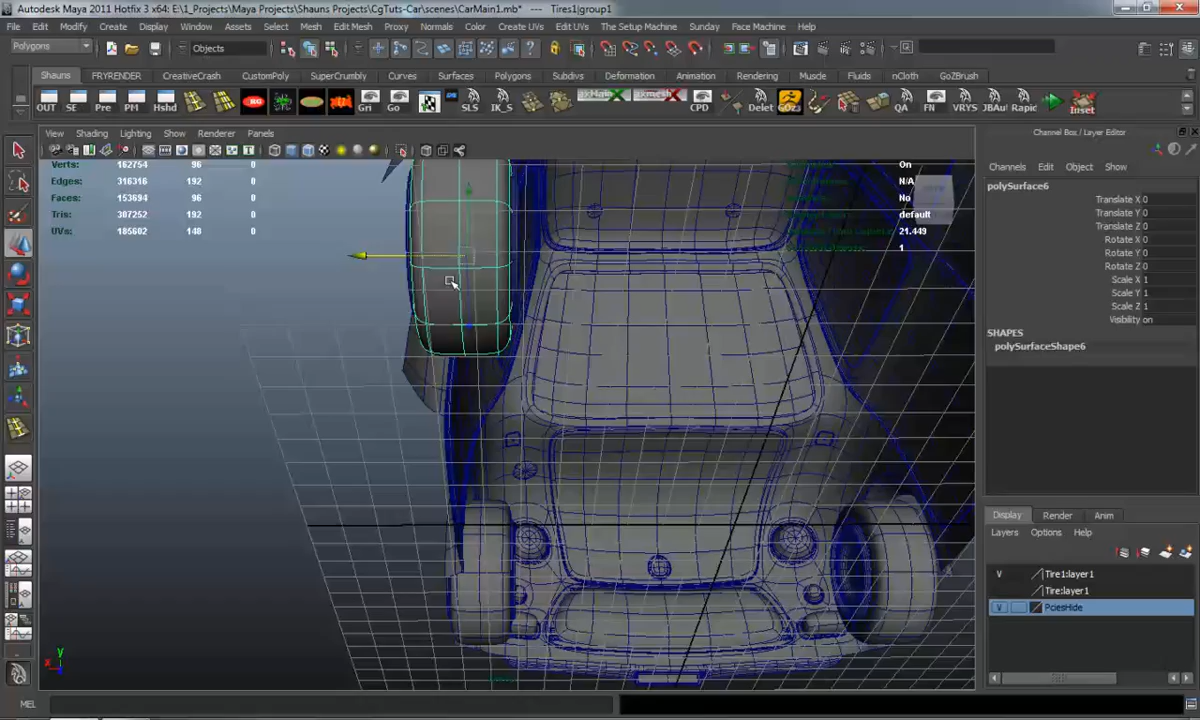 Autodesk Maya 2011 Hotfix 3 x64: E:\1_Projects\Maya Projects\Shauns Projects\CgTuts-Car\scenes\CarMain1.mb* --- Tires1|group1
File Edit Modify Create Display Window Assets Select Mesh Edit Mesh Proxy Normals Color Create UVs Edit UVs The Setup Machine Sunday Face Machine Help
Polygons Objects
Shauns FRYRENDER CreativeCrash CustomPoly SuperCrumbly Curves Surfaces Polygons Subdivs Deformation Animation Rendering Muscle Fluids nCloth GoZBrush
OUT SE Pre PM Hshd Gri Go SLS IK_S CPD Delet GoZs QA FN VRYS JBAu Rapic Inset
View Shading Lighting Show Renderer Panels
Channel Box / Layer Editor
Channels Edit Object Show
Verts: 162754 96 0
Edges: 316316 192 0
Faces: 153694 96 0
Tris: 307252 192 0
UVs: 185602 148 0
On
N/A
No
default
21.449
1
polySurface6
Translate X 0
Translate Y 0
Translate Z 0
Rotate X 0
Rotate Y 0
Rotate Z 0
Scale X 1
Scale Y 1
Scale Z 1
Visibility on
SHAPES
polySurfaceShape6
Display Render Anim
Layers Options Help
V Tire1:layer1
Tire:layer1
V PciesHide
y
x
z
MEL